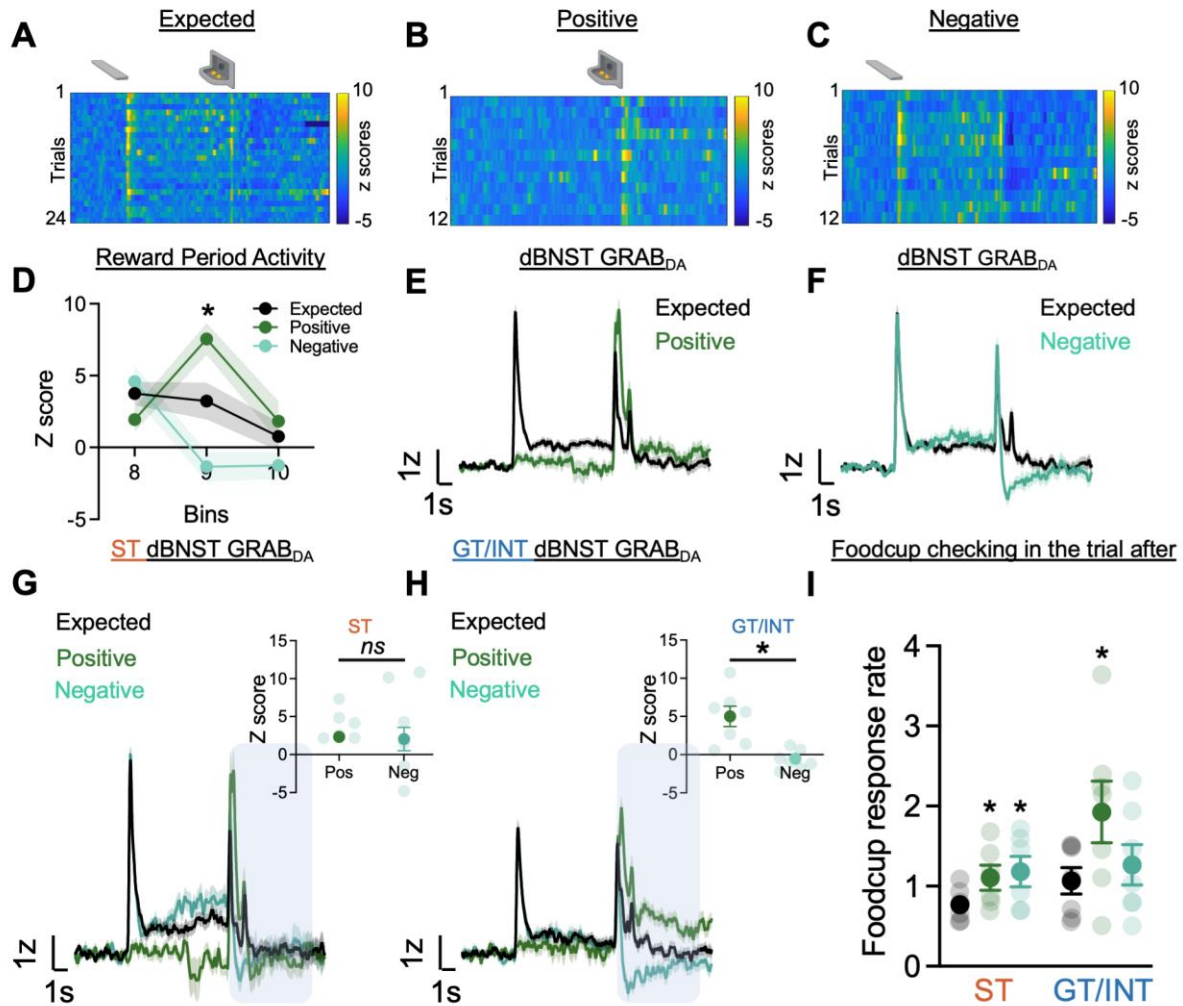 A
Expected
1
Trials
24
10
z scores
-5
B
Positive
1
Trials
12
10
z scores
-5
C
Negative
1
Trials
12
10
z scores
-5
D
Reward Period Activity
10
5
0
-5
Z score
*
Expected
Positive
Negative
8
9
10
Bins
E
dBNST GRABDA
Expected
Positive
1z
1s
F
dBNST GRABDA
Expected
Negative
1z
1s
G
ST dBNST GRABDA
Expected
Positive
Negative
ST
15
10
5
0
-5
Z score
ns
Pos
Neg
1z
1s
H
GT/INT dBNST GRABDA
Expected
Positive
Negative
GT/INT
15
10
5
0
-5
Z score
*
Pos
Neg
1z
1s
I
Foodcup checking in the trial after
4
3
2
1
0
Foodcup response rate
*
*
*
ST
GT/INT